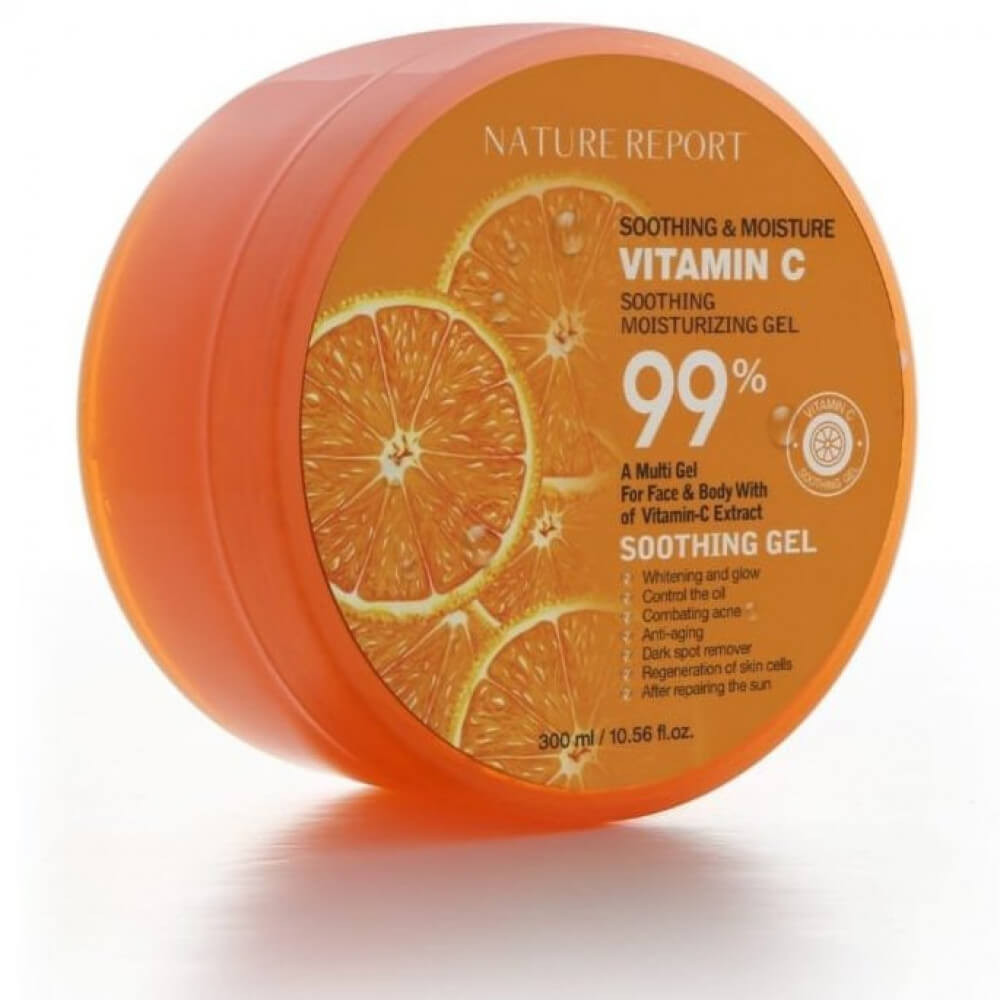 NATURE REPORT
SOOTHING & MOISTURE
VITAMIN C
SOOTHING
MOISTURIZING GEL
99%
VITAMIN C
SOOTHING GEL
A Multi Gel
For Face & Body With
of Vitamin-C Extract
SOOTHING GEL
Whitening and glow
Control the oil
Combating acne
Anti-aging
Dark spot remover
Regeneration of skin cells
After repairing the sun
300 ml / 10.56 fl.oz.